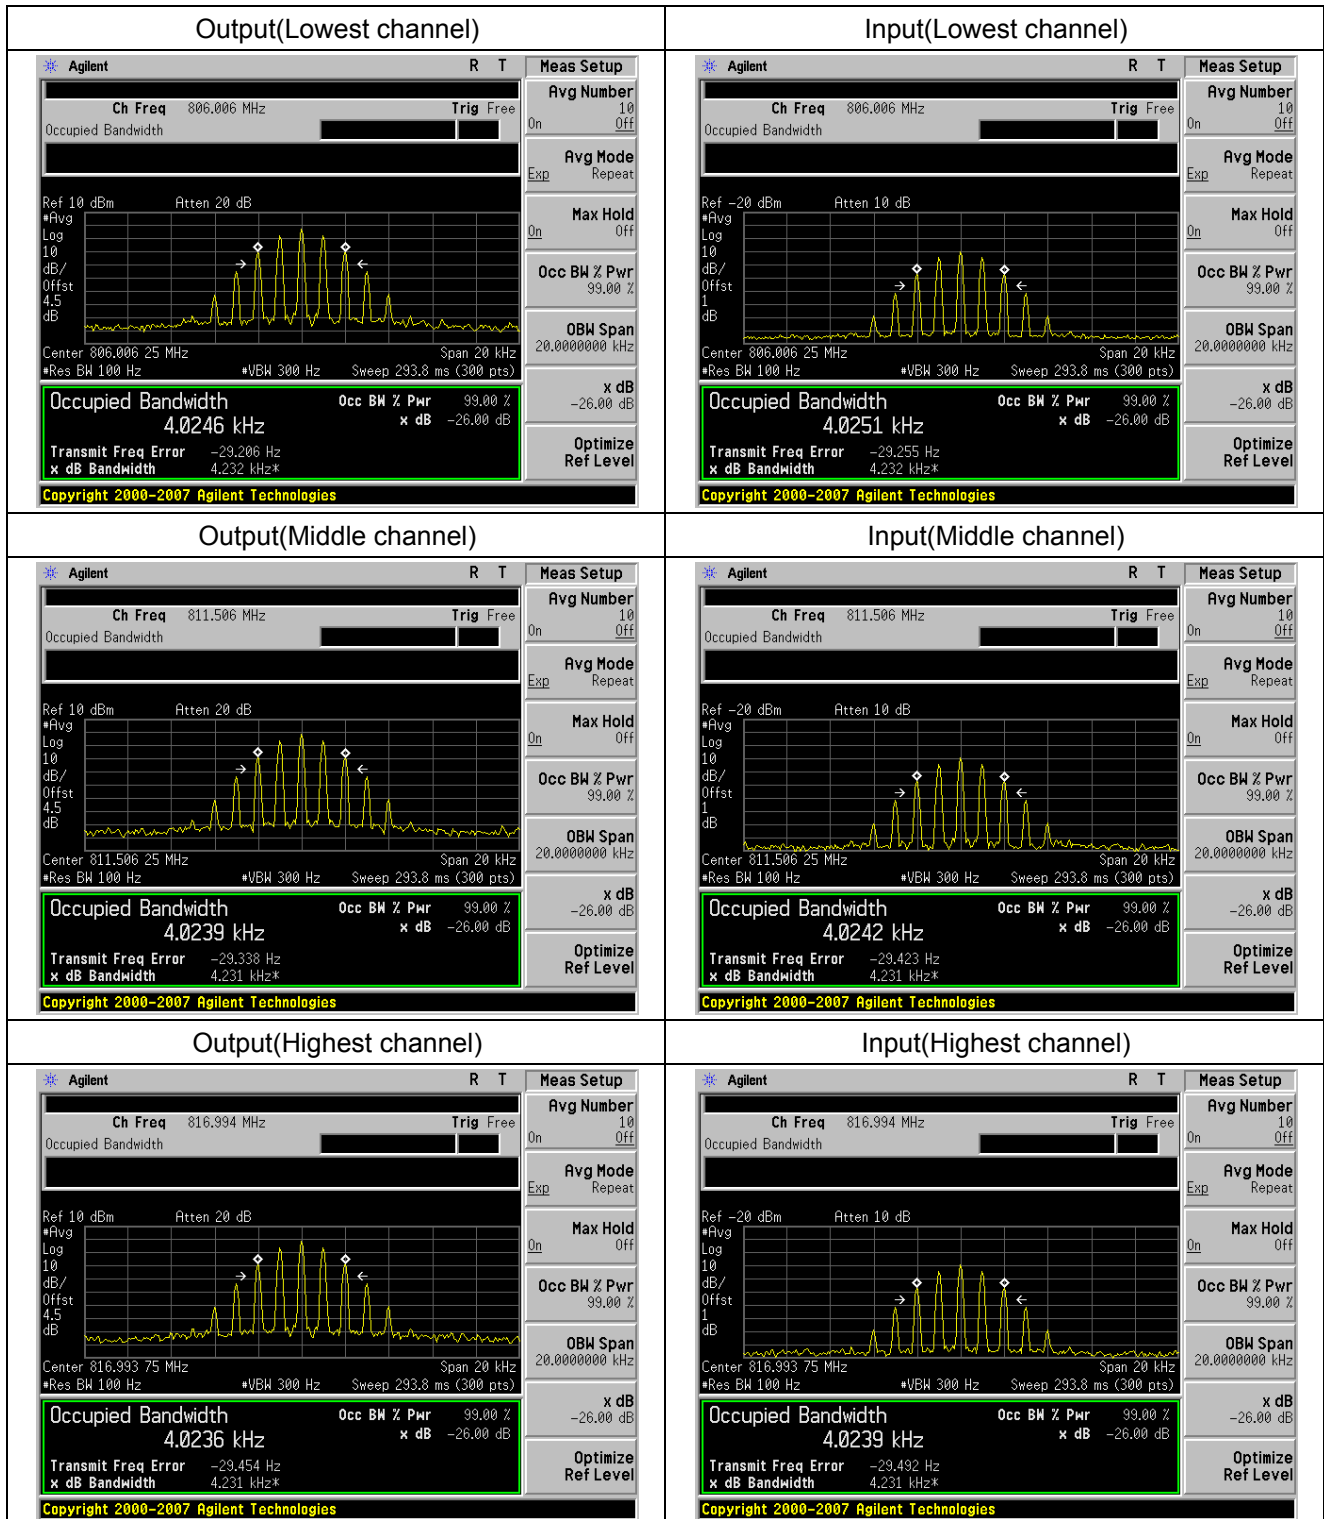 Output(Lowest channel)
Input(Lowest channel)
Agilent R T Meas Setup
Ch Freq 806.006 MHz Trig Free
Occupied Bandwidth
Avg Number
10
On Off
Avg Mode
Exp Repeat
Ref 10 dBm Atten 20 dB
#Avg
Log
10
dB/
Offst
4.5
dB
Max Hold
On Off
Occ BW % Pwr
99.00 %
OBW Span
20.0000000 kHz
Center 806.006 25 MHz Span 20 kHz
#Res BW 100 Hz #VBW 300 Hz Sweep 293.8 ms (300 pts)
Occupied Bandwidth Occ BW % Pwr 99.00 %
4.0246 kHz x dB -26.00 dB
Transmit Freq Error -29.206 Hz
x dB Bandwidth 4.232 kHz*
x dB
-26.00 dB
Optimize
Ref Level
Copyright 2000-2007 Agilent Technologies
Agilent R T Meas Setup
Ch Freq 806.006 MHz Trig Free
Occupied Bandwidth
Avg Number
10
On Off
Avg Mode
Exp Repeat
Ref -20 dBm Atten 10 dB
#Avg
Log
10
dB/
Offst
1
dB
Max Hold
On Off
Occ BW % Pwr
99.00 %
OBW Span
20.0000000 kHz
Center 806.006 25 MHz Span 20 kHz
#Res BW 100 Hz #VBW 300 Hz Sweep 293.8 ms (300 pts)
Occupied Bandwidth Occ BW % Pwr 99.00 %
4.0251 kHz x dB -26.00 dB
Transmit Freq Error -29.255 Hz
x dB Bandwidth 4.232 kHz*
x dB
-26.00 dB
Optimize
Ref Level
Copyright 2000-2007 Agilent Technologies
Output(Middle channel)
Input(Middle channel)
Agilent R T Meas Setup
Ch Freq 811.506 MHz Trig Free
Occupied Bandwidth
Avg Number
10
On Off
Avg Mode
Exp Repeat
Ref 10 dBm Atten 20 dB
#Avg
Log
10
dB/
Offst
4.5
dB
Max Hold
On Off
Occ BW % Pwr
99.00 %
OBW Span
20.0000000 kHz
Center 811.506 25 MHz Span 20 kHz
#Res BW 100 Hz #VBW 300 Hz Sweep 293.8 ms (300 pts)
Occupied Bandwidth Occ BW % Pwr 99.00 %
4.0239 kHz x dB -26.00 dB
Transmit Freq Error -29.338 Hz
x dB Bandwidth 4.231 kHz*
x dB
-26.00 dB
Optimize
Ref Level
Copyright 2000-2007 Agilent Technologies
Agilent R T Meas Setup
Ch Freq 811.506 MHz Trig Free
Occupied Bandwidth
Avg Number
10
On Off
Avg Mode
Exp Repeat
Ref -20 dBm Atten 10 dB
#Avg
Log
10
dB/
Offst
1
dB
Max Hold
On Off
Occ BW % Pwr
99.00 %
OBW Span
20.0000000 kHz
Center 811.506 25 MHz Span 20 kHz
#Res BW 100 Hz #VBW 300 Hz Sweep 293.8 ms (300 pts)
Occupied Bandwidth Occ BW % Pwr 99.00 %
4.0242 kHz x dB -26.00 dB
Transmit Freq Error -29.423 Hz
x dB Bandwidth 4.231 kHz*
x dB
-26.00 dB
Optimize
Ref Level
Copyright 2000-2007 Agilent Technologies
Output(Highest channel)
Input(Highest channel)
Agilent R T Meas Setup
Ch Freq 816.994 MHz Trig Free
Occupied Bandwidth
Avg Number
10
On Off
Avg Mode
Exp Repeat
Ref 10 dBm Atten 20 dB
#Avg
Log
10
dB/
Offst
4.5
dB
Max Hold
On Off
Occ BW % Pwr
99.00 %
OBW Span
20.0000000 kHz
Center 816.993 75 MHz Span 20 kHz
#Res BW 100 Hz #VBW 300 Hz Sweep 293.8 ms (300 pts)
Occupied Bandwidth Occ BW % Pwr 99.00 %
4.0236 kHz x dB -26.00 dB
Transmit Freq Error -29.454 Hz
x dB Bandwidth 4.231 kHz*
x dB
-26.00 dB
Optimize
Ref Level
Copyright 2000-2007 Agilent Technologies
Agilent R T Meas Setup
Ch Freq 816.994 MHz Trig Free
Occupied Bandwidth
Avg Number
10
On Off
Avg Mode
Exp Repeat
Ref -20 dBm Atten 10 dB
#Avg
Log
10
dB/
Offst
1
dB
Max Hold
On Off
Occ BW % Pwr
99.00 %
OBW Span
20.0000000 kHz
Center 816.993 75 MHz Span 20 kHz
#Res BW 100 Hz #VBW 300 Hz Sweep 293.8 ms (300 pts)
Occupied Bandwidth Occ BW % Pwr 99.00 %
4.0239 kHz x dB -26.00 dB
Transmit Freq Error -29.492 Hz
x dB Bandwidth 4.231 kHz*
x dB
-26.00 dB
Optimize
Ref Level
Copyright 2000-2007 Agilent Technologies